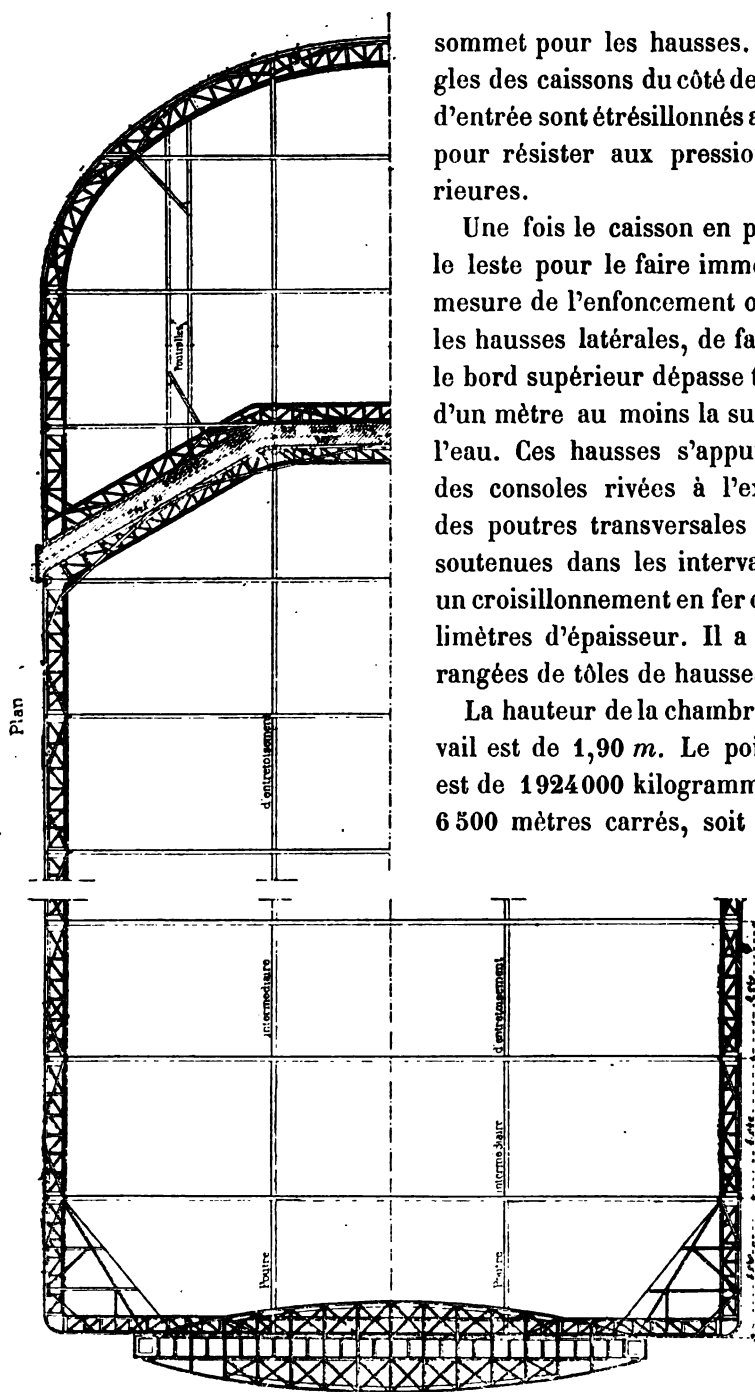 sommet pour les hausses.
gles des caissons du côté de
d'entrée sont étrésillonnés a
pour résister aux pressio
rieures.
Une fois le caisson en p
le leste pour le faire imme
mesure de l'enfoncement o
les hausses latérales, de fa
le bord supérieur dépasse t
d'un mètre au moins la su
l'eau. Ces hausses s'appu
des consoles rivées à l'ex
des poutres transversales
soutenues dans les interva
un croisillonnement en fer
limètres d'épaisseur. Il a
rangées de tôles de hausse
La hauteur de la chambr
vail est de 1,90 m. Le poi
est de 1924000 kilogramm
6 500 mètres carrés, soit
Poutrelles
Plan
d'entretoisement
intermédiaire
d'entretoisement
intermédiaire
Poutre
Poutre